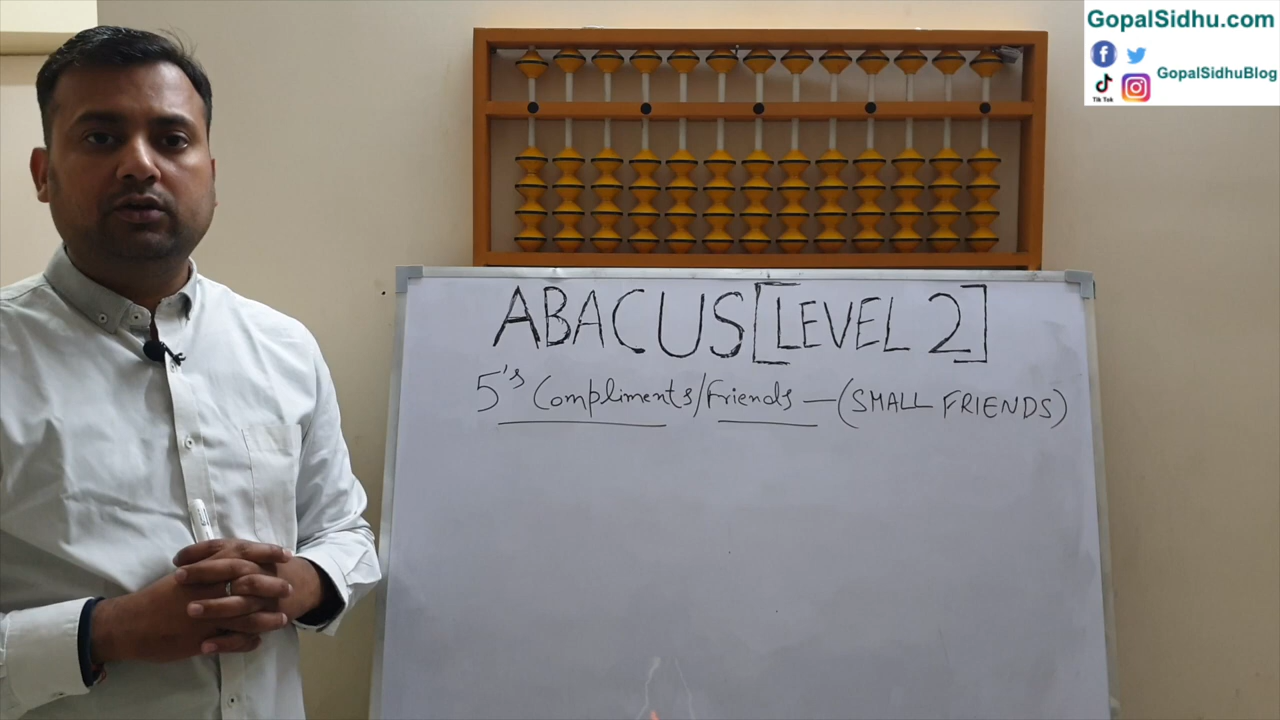 GopalSidhu.com
GopalSidhuBlog
Tik Tok
ABACUS [LEVEL 2]
5's Compliments/Friends — (SMALL FRIENDS)